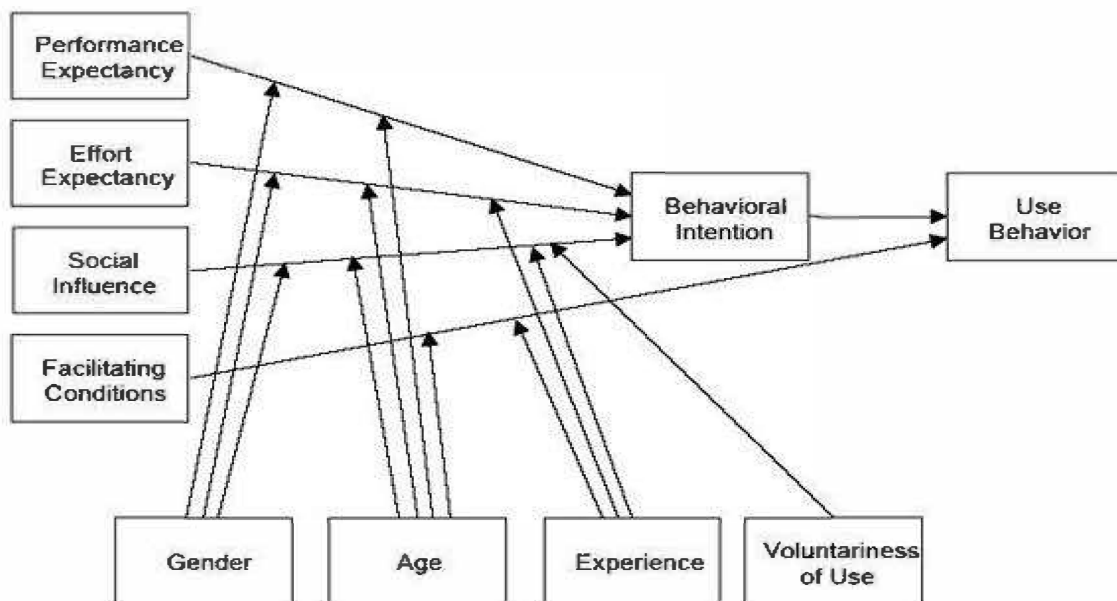 Performance
Expectancy
Effort
Expectancy
Social
Influence
Facilitating
Conditions
Behavioral
Intention
Use
Behavior
Gender
Age
Experience
Voluntariness
of Use